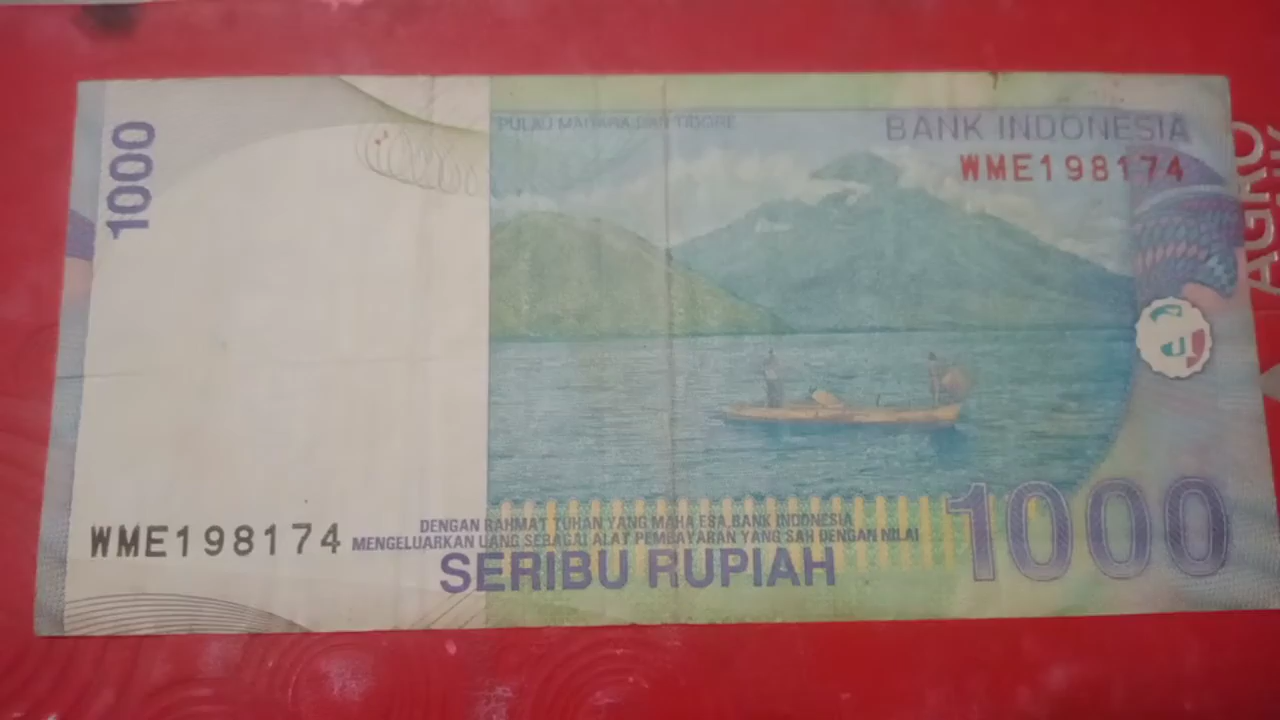 1000
PULAU MAITARA DAN TIDORE
BANK INDONESIA
WME198174
WME198174
DENGAN RAHMAT TUHAN YANG MAHA ESA BANK INDONESIA
MENGELUARKAN UANG SEBAGAI ALAT PEMBAYARAN YANG SAH DENGAN NILAI
SERIBU RUPIAH
1000
AGRO